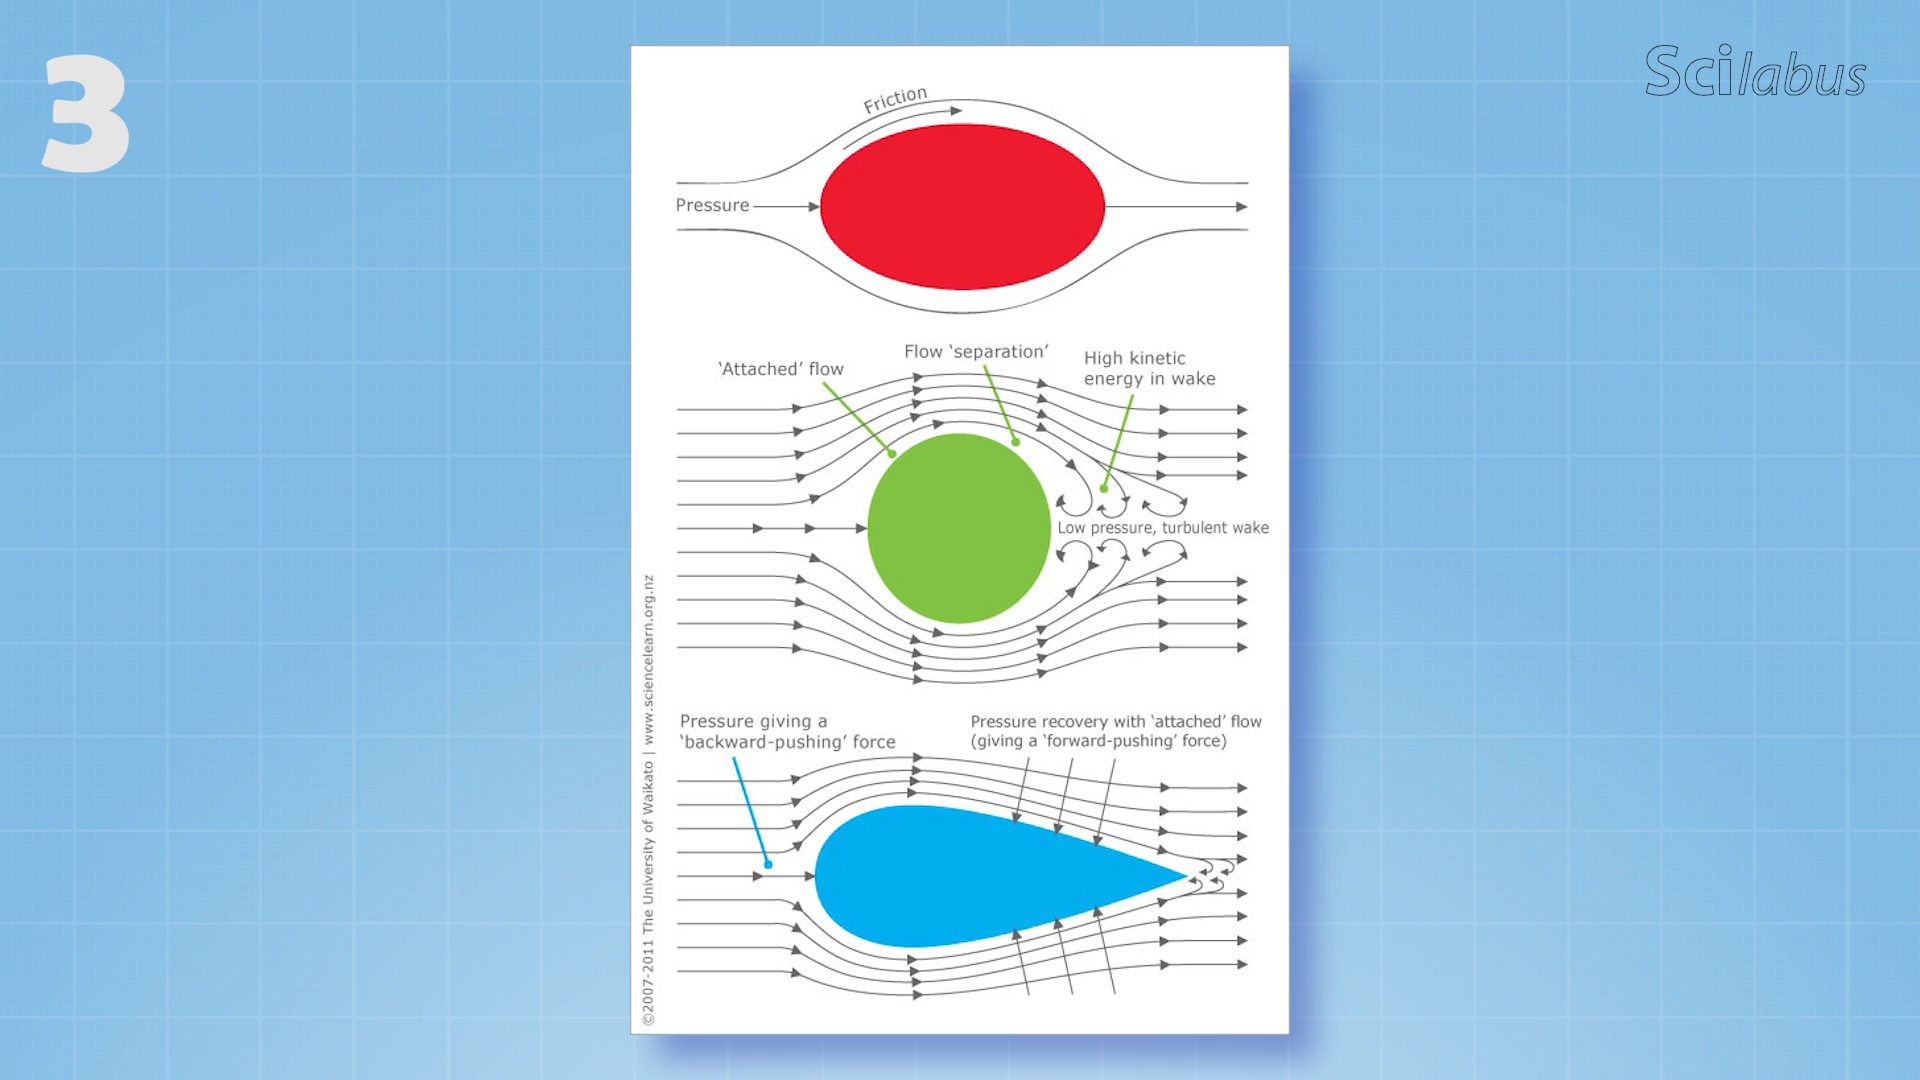 3
Scilabus
Friction
Pressure
‘Attached’ flow
Flow ‘separation’
High kinetic
energy in wake
Low pressure, turbulent wake
Pressure giving a
‘backward-pushing’ force
Pressure recovery with ‘attached’ flow
(giving a ‘forward-pushing’ force)
©2007-2011 The University of Waikato | www.sciencelearn.org.nz